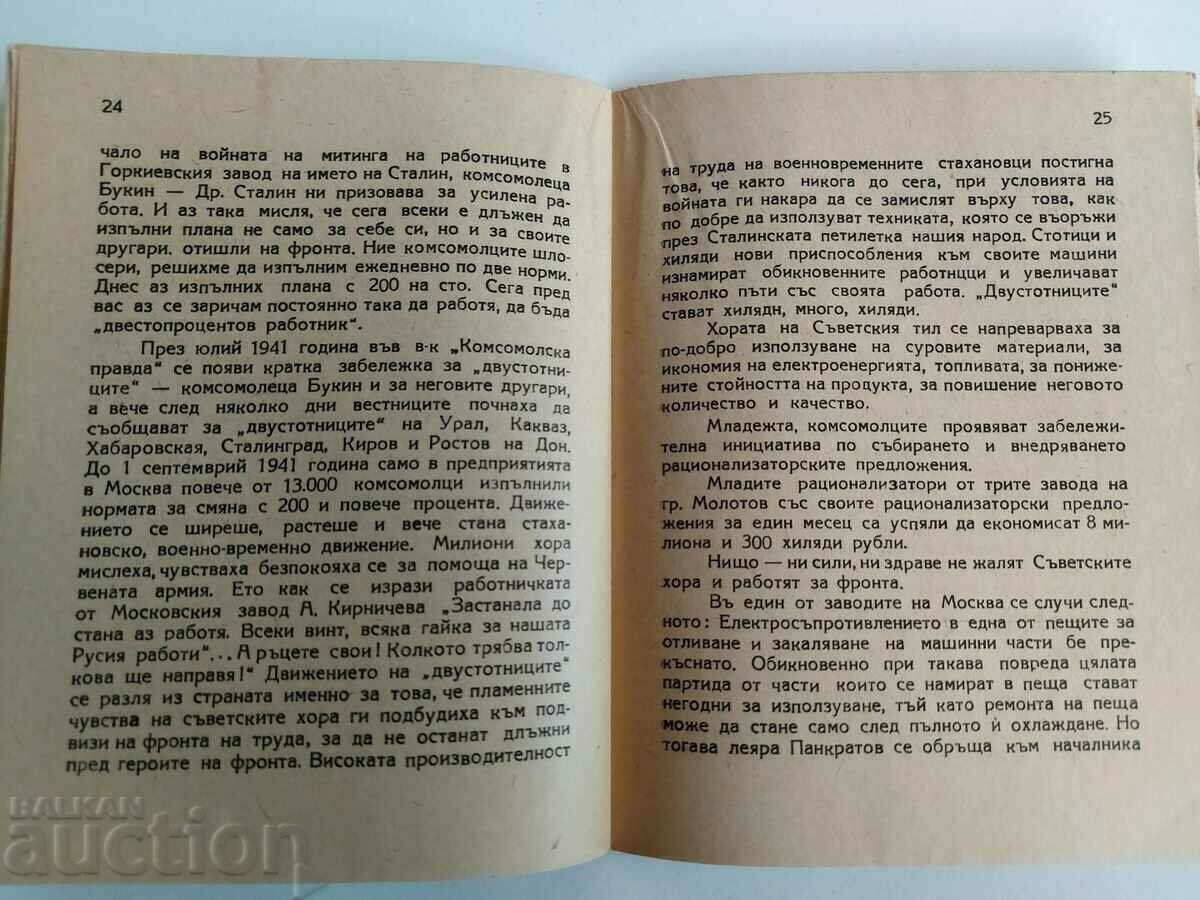 24
чало на войната на митинга на работниците в
Горкиевския завод на името на Сталин, комсомолеца
Букин — Др. Сталин ни призовава за усилена ра-
бота. И аз така мисля, че сега всеки е длъжен да
изпълни плана не само за себе си, но и за своите
другари. отишли на фронта. Ние комсомолците шло-
сери, решихме да изпълним ежедневно по две норми.
Днес аз изпълних плана с 200 на сто. Сега пред
вас аз се заричам постоянно така да работя, да бъда
„двестопроцентов работник“.
През юлий 1941 година във в-к „Комсомолска
правда“ се появи кратка забележка за „двустотни-
ците“ — комсомолеца Букин и за неговите другари,
а вече след няколко дни вестниците почнаха да
съобщават за „двустотниците“ на Урал, Какваз,
Хабаровская, Сталинград, Киров и Ростов на Дон.
До 1 септемврий 1941 година само в предприятията
в Москва повече от 13.000 комсомолци изпълнили
нормата за смяна с 200 и повече процента. Движе-
нието се ширеше, растеше и вече стана стаха-
новско, военно-временно движение. Милиони хора
мислеха, чувстваха безпокояха се за помоща на Чер-
вената армия. Ето как се изрази работничката
от Московския завод А. Кирничева „Застанала до
стана аз работя. Всеки винт, всяка гайка за нашата
Русия работи“... А ръцете свои! Колкото трябва тол-
кова ще направя!“ Движението на „двустотниците“
се разля из страната именно за това, че пламенните
чувства на съветските хора ги подбудиха към под-
визи на фронта на труда, за да не останат длъжни
пред героите на фронта. Високата производителност
25
на труда на военновременните стахановци постигна
това, че както никога до сега, при условията на
войната ги накара да се замислят върху това, как
по добре да използуват техниката, която се въоръжи
през Сталинската петилетка нашия народ. Стотици и
хиляди нови приспособления към своите машини
изнамират обикновенните работнцци и увеличават
няколко пъти със своята работа. „Двустотниците“
стават хилядн, много, хиляди.
Хората на Съветския тил се напреварваха за
по-добро използуване на суровите материали, за
икономия на електроенергията, топливата, за пониже-
ните стойността на продукта, за повишение неговото
количество и качество.
Младежта, комсомолците проявяват забележи-
телна инициатива по събирането и внедряването
рационализаторските предложения.
Младите рационализатори от трите завода на
гр. Молотов със своите рационализаторски предло-
жения за един месец са успяли да економисат 8 ми-
лиона и 300 хиляди рубли.
Нищо — ни сили, ни здраве не жалят Съветските
хора и работят за фронта.
Въ един от заводите на Москва се случи след-
ното: Електросъпротивлението в една от пещите за
отливане и закаляване на машинни части бе пре-
къснато. Обикновенно при такава повреда цялата
партида от части които се намират в пеща стават
негодни за използуване, тъй като ремонта на пеща
може да стане само след пълното ѝ охлаждане. Но
тогава леяра Панкратов се обръща към началника
BALKAN
auction